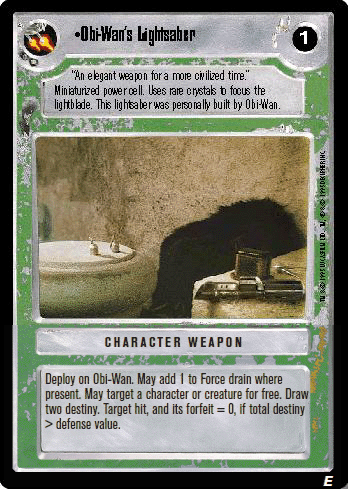 •Obi-Wan's Lightsaber
1
"An elegant weapon for a more civilized time."
Miniaturized power cell. Uses rare crystals to focus the
lightblade. This lightsaber was personally built by Obi-Wan.
CHARACTER WEAPON
Deploy on Obi-Wan. May add 1 to Force drain where
present. May target a character or creature for free. Draw
two destiny. Target hit, and its forfeit = 0, if total destiny
> defense value.
E